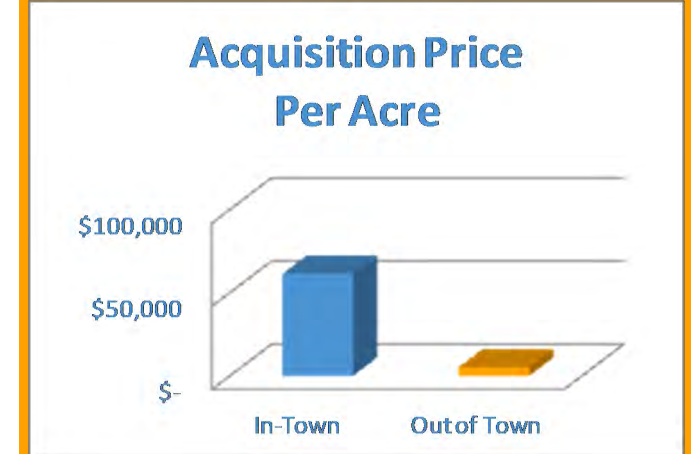 Acquisition Price
Per Acre
$100,000
$50,000
$-
In-Town Out of Town